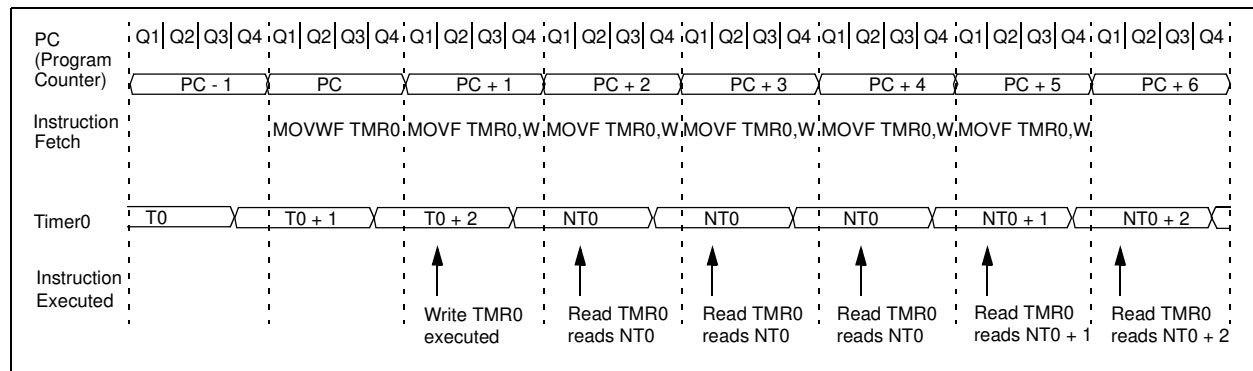 PC
(Program
Counter)
Q1 Q2 Q3 Q4 Q1 Q2 Q3 Q4 Q1 Q2 Q3 Q4 Q1 Q2 Q3 Q4 Q1 Q2 Q3 Q4 Q1 Q2 Q3 Q4 Q1 Q2 Q3 Q4 Q1 Q2 Q3 Q4
PC - 1 PC PC + 1 PC + 2 PC + 3 PC + 4 PC + 5 PC + 6
Instruction
Fetch
MOVWF TMR0 MOVF TMR0,W MOVF TMR0,W MOVF TMR0,W MOVF TMR0,W MOVF TMR0,W
Timer0
T0 T0 + 1 T0 + 2 NT0 NT0 NT0 NT0 + 1 NT0 + 2
Instruction
Executed
Write TMR0
executed
Read TMR0
reads NT0
Read TMR0
reads NT0
Read TMR0
reads NT0
Read TMR0
reads NT0 + 1
Read TMR0
reads NT0 + 2